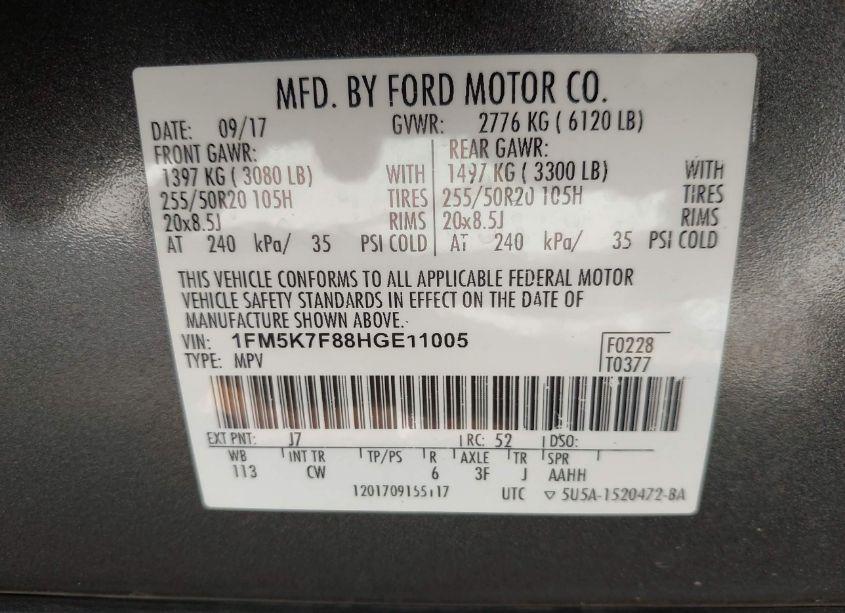 MFD. BY FORD MOTOR CO.
DATE: 09/17 GVWR: 2776 KG ( 6120 LB)
FRONT GAWR: REAR GAWR:
1397 KG ( 3080 LB) WITH 1497 KG ( 3300 LB) WITH
255/50R20 105H TIRES 255/50R20 105H TIRES
20x8.5J RIMS 20x8.5J RIMS
AT 240 kPa/ 35 PSI COLD AT 240 kPa/ 35 PSI COLD
THIS VEHICLE CONFORMS TO ALL APPLICABLE FEDERAL MOTOR
VEHICLE SAFETY STANDARDS IN EFFECT ON THE DATE OF
MANUFACTURE SHOWN ABOVE.
VIN: 1FM5K7F88HGE11005 F0228
TYPE: MPV T0377
EXT PNT: J7 RC: 52 DSO:
WB INT TR TP/PS R AXLE TR SPR
113 CW 6 3F J AAHH
1201709155117 UTC ▽ 5U5A-1520472-BA